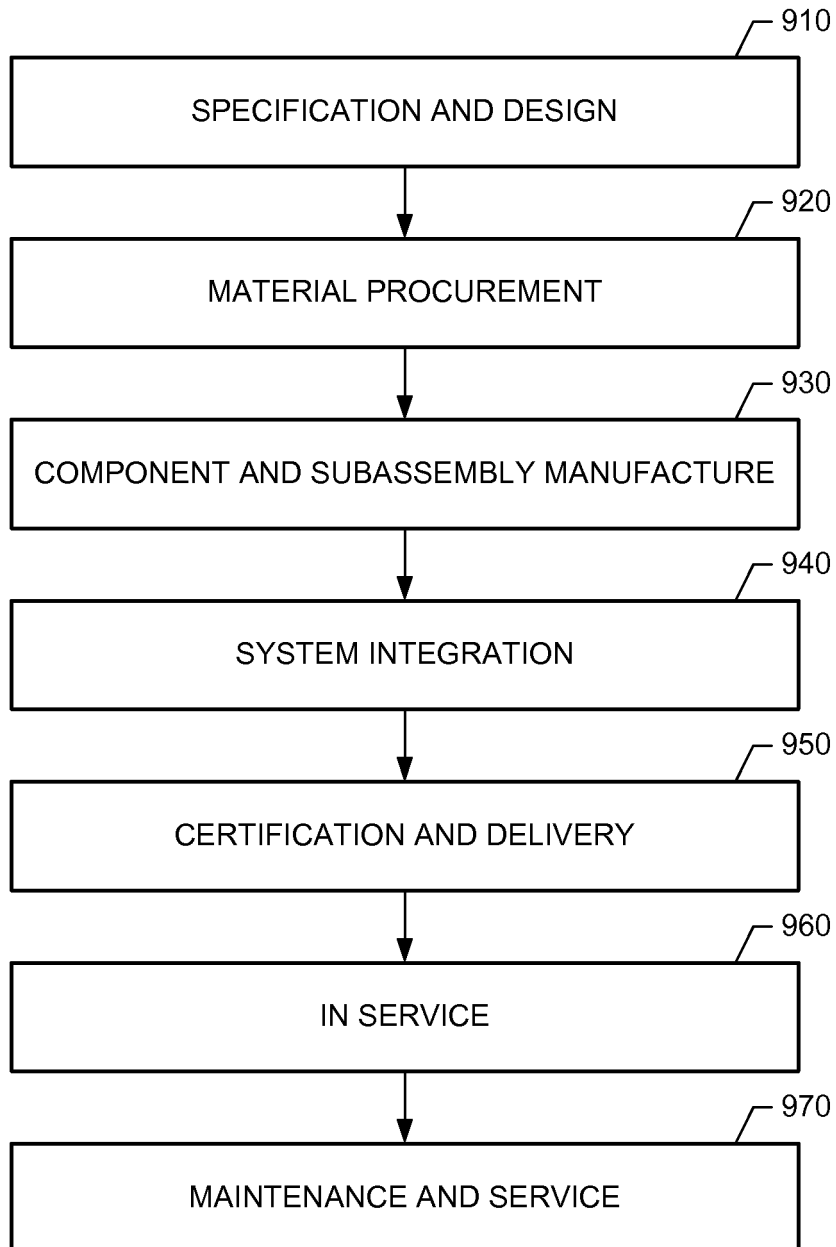 910
SPECIFICATION AND DESIGN
920
MATERIAL PROCUREMENT
930
COMPONENT AND SUBASSEMBLY MANUFACTURE
940
SYSTEM INTEGRATION
950
CERTIFICATION AND DELIVERY
960
IN SERVICE
970
MAINTENANCE AND SERVICE